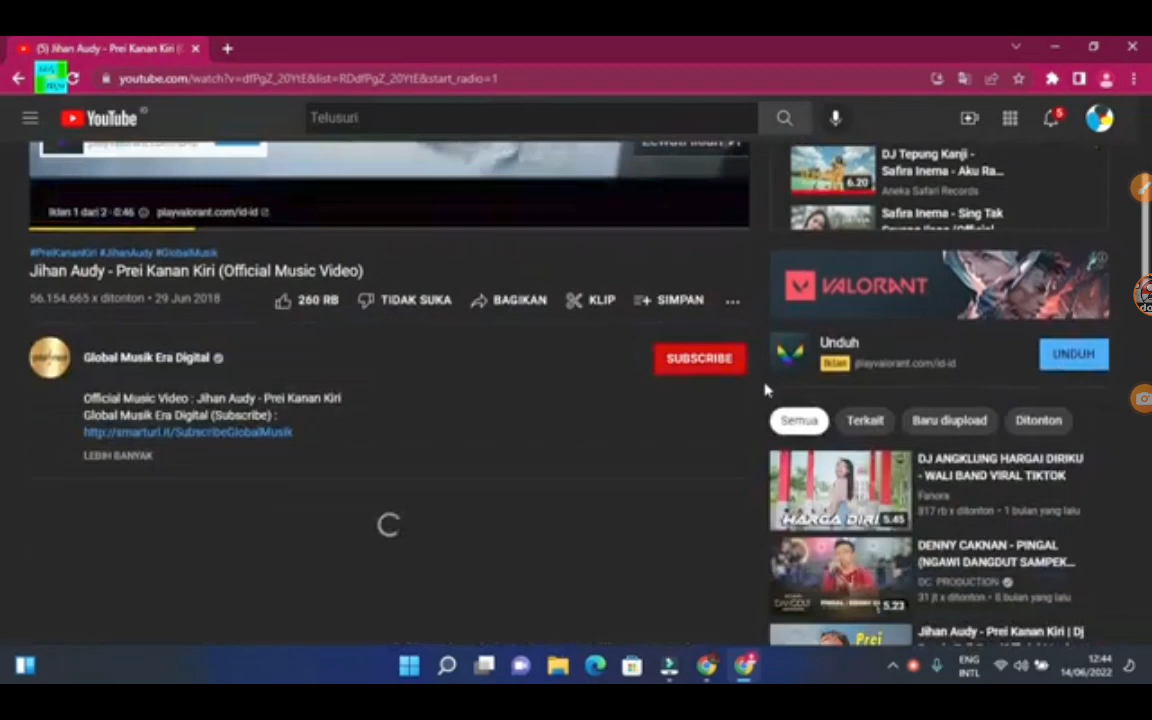 (5) Jihan Audy - Prei Kanan Kiri (
youtube.com/watch?v=dfPgZ_20YtE&list=RDdfPgZ_20YtE&start_radio=1
YouTube ID
Telusuri
5
Iklan 1 dari 2 · 0:46 playvalorant.com/id-id
#PreiKananKiri #JihanAudy #GlobalMusik
Jihan Audy - Prei Kanan Kiri (Official Music Video)
56.154.665 x ditonton • 29 Jun 2018
260 RB
TIDAK SUKA
BAGIKAN
KLIP
SIMPAN
Global Musik Era Digital
SUBSCRIBE
Official Music Video : Jihan Audy - Prei Kanan Kiri
Global Musik Era Digital (Subscribe) :
http://smarturl.it/SubscribeGlobalMusik
LEBIH BANYAK
6.20
DJ Tepung Kanji -
Safira Inema - Aku Ra...
Aneka Safari Records
Safira Inema - Sing Tak
VALORANT
Unduh
Iklan playvalorant.com/id-id
UNDUH
Semua
Terkait
Baru diupload
Ditonton
HARGA DIRI
5.45
DJ ANGKLUNG HARGAI DIRIKU
- WALI BAND VIRAL TIKTOK
Fanora
817 rb x ditonton • 1 bulan yang lalu
5.23
DENNY CAKNAN - PINGAL
(NGAWI DANGDUT SAMPEK...
DC. PRODUCTION
31 jt x ditonton • 8 bulan yang lalu
Prei
Jihan Audy - Prei Kanan Kiri | Dj
ENG
INTL
12:44
14/06/2022